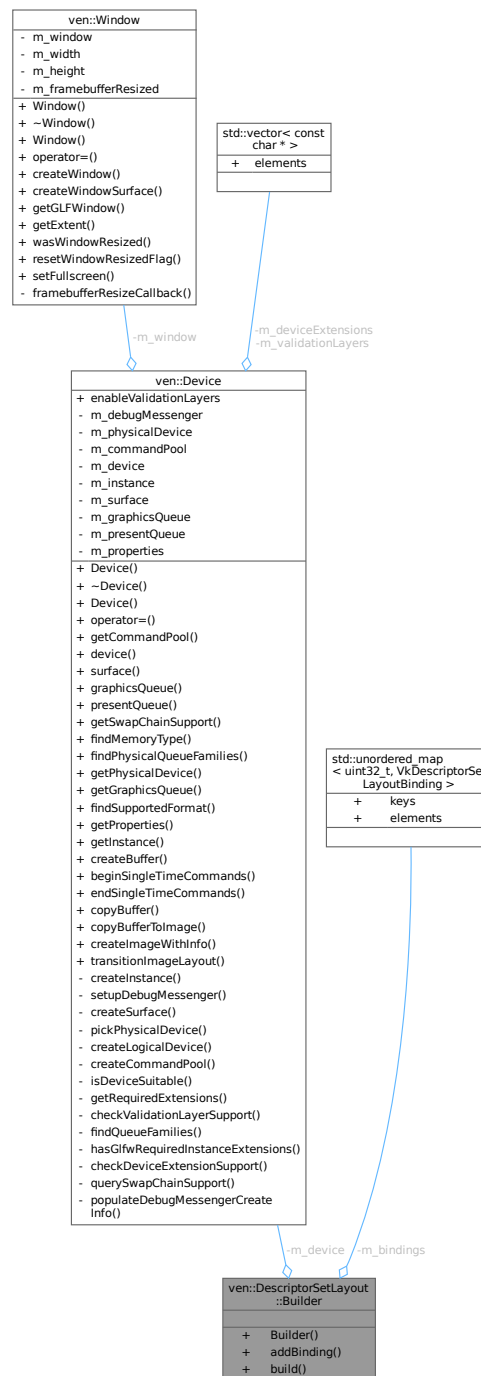 ven::Window
- m_window
- m_width
- m_height
- m_framebufferResized
+ Window()
+ ~Window()
+ Window()
+ operator=()
+ createWindow()
+ createWindowSurface()
+ getGLFWindow()
+ getExtent()
+ wasWindowResized()
+ resetWindowResizedFlag()
+ setFullscreen()
- framebufferResizeCallback()
std::vector< const
char * >
+ elements
-m_window
-m_deviceExtensions
-m_validationLayers
ven::Device
+ enableValidationLayers
- m_debugMessenger
- m_physicalDevice
- m_commandPool
- m_device
- m_instance
- m_surface
- m_graphicsQueue
- m_presentQueue
- m_properties
+ Device()
+ ~Device()
+ Device()
+ operator=()
+ getCommandPool()
+ device()
+ surface()
+ graphicsQueue()
+ presentQueue()
+ getSwapChainSupport()
+ findMemoryType()
+ findPhysicalQueueFamilies()
+ getPhysicalDevice()
+ getGraphicsQueue()
+ findSupportedFormat()
+ getProperties()
+ getInstance()
+ createBuffer()
+ beginSingleTimeCommands()
+ endSingleTimeCommands()
+ copyBuffer()
+ copyBufferToImage()
+ createImageWithInfo()
+ transitionImageLayout()
- createInstance()
- setupDebugMessenger()
- createSurface()
- pickPhysicalDevice()
- createLogicalDevice()
- createCommandPool()
- isDeviceSuitable()
- getRequiredExtensions()
- checkValidationLayerSupport()
- findQueueFamilies()
- hasGlfwRequiredInstanceExtensions()
- checkDeviceExtensionSupport()
- querySwapChainSupport()
- populateDebugMessengerCreate
Info()
std::unordered_map
< uint32_t, VkDescriptorSe
LayoutBinding >
+ keys
+ elements
-m_device
-m_bindings
ven::DescriptorSetLayout
::Builder
+ Builder()
+ addBinding()
+ build()